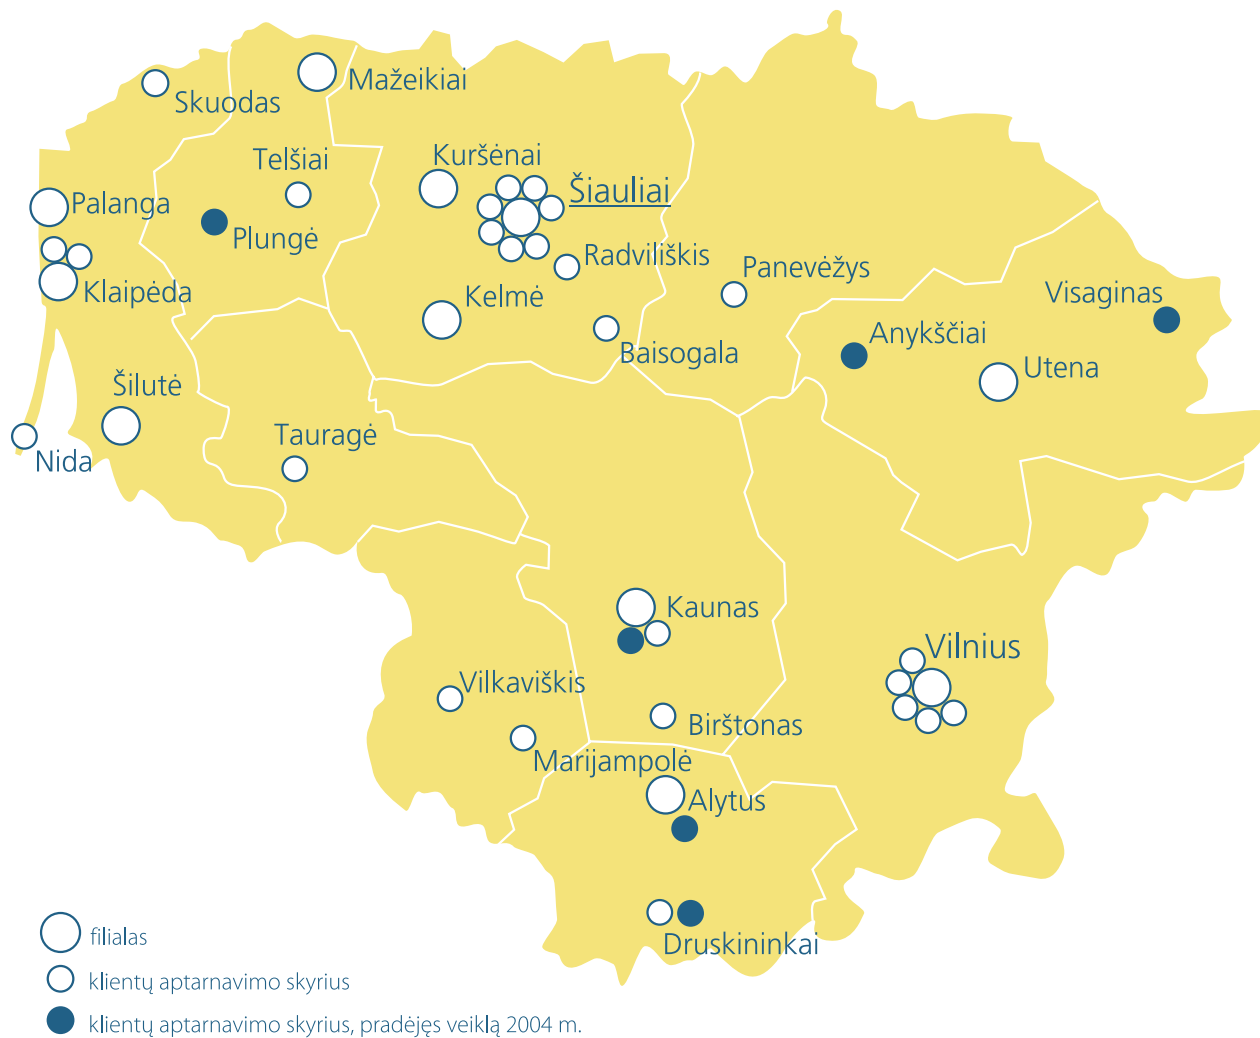 Mažeikiai
Skuodas
Telšiai
Kuršėnai
Šiauliai
Palanga
Plungė
Radviliškis
Panevėžys
Klaipėda
Kelmė
Visaginas
Anykščiai
Baisogala
Utena
Šilutė
Tauragė
Nida
Kaunas
Vilnius
Vilkaviškis
Birštonas
Marijampolė
Alytus
Druskininkai
filialas
klientų aptarnavimo skyrius
klientų aptarnavimo skyrius, pradėjęs veiklą 2004 m.